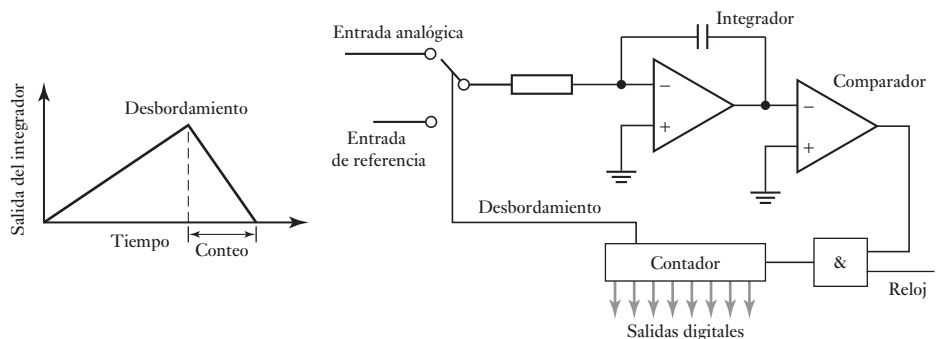 Salida del integrador
Desbordamiento
Tiempo
Conteo
Entrada analógica
Entrada
de referencia
Integrador
−
+
Comparador
−
+
Desbordamiento
Contador
&
Reloj
Salidas digitales